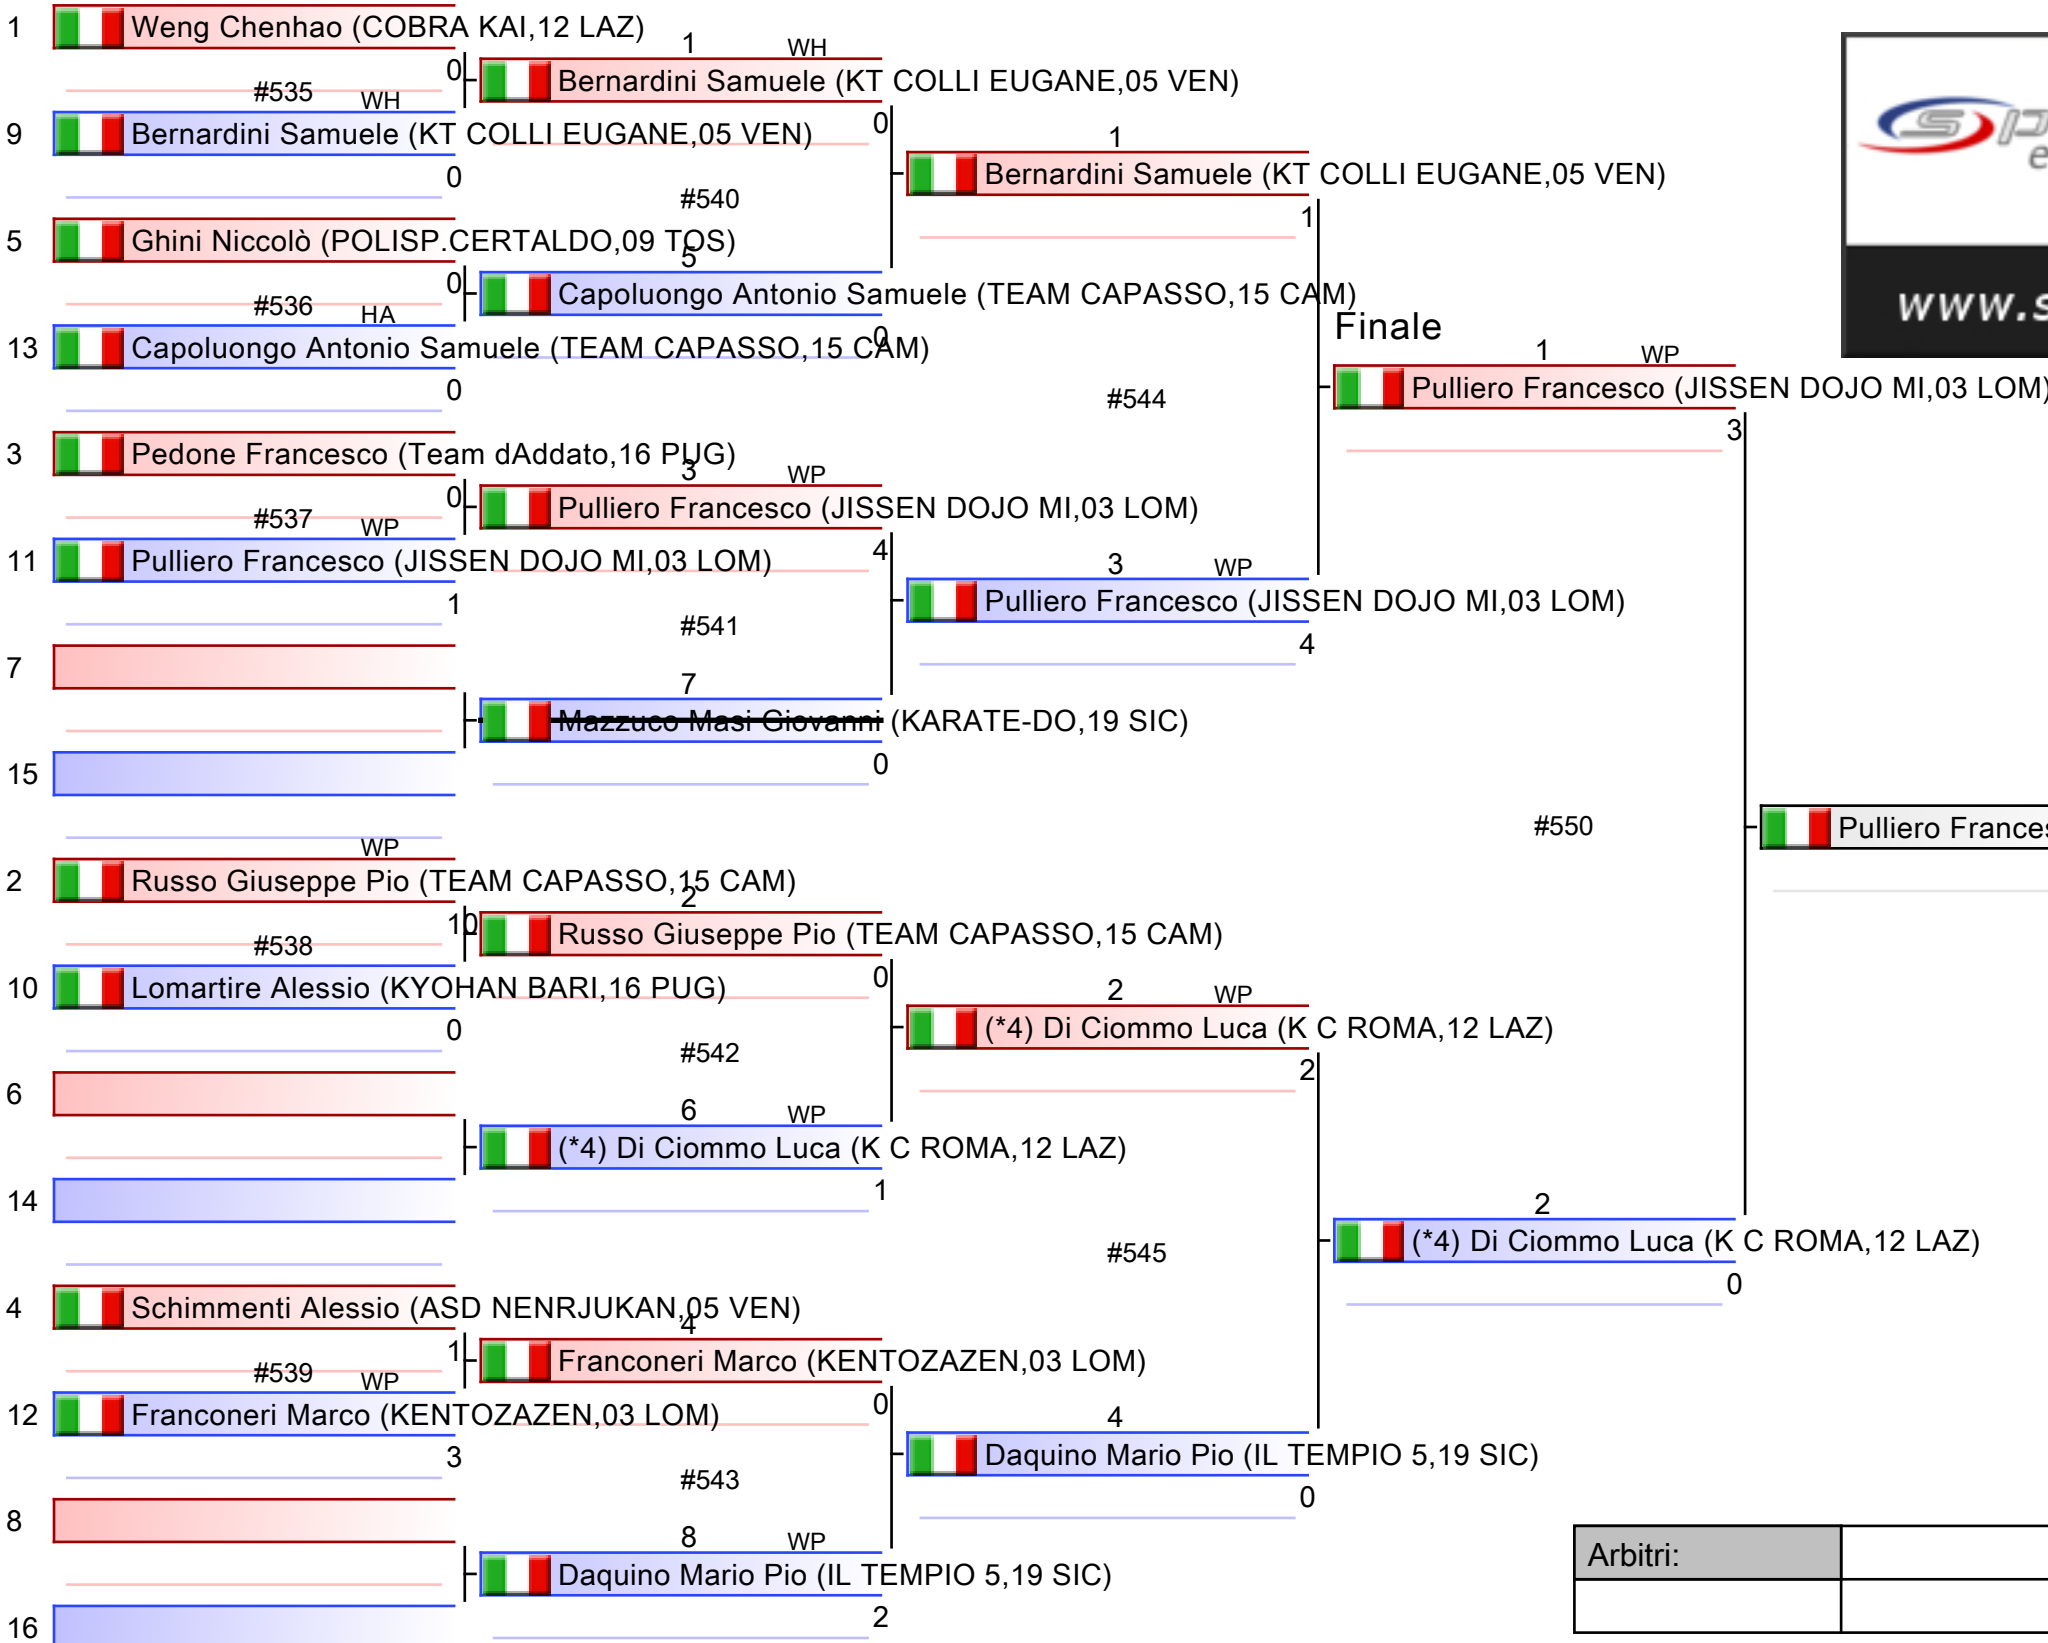 1 Weng Chenhao (COBRA KAI,12 LAZ)
0
#535 WH
9 Bernardini Samuele (KT COLLI EUGANE,05 VEN)
0
5 Ghini Niccolò (POLISP.CERTALDO,09 TOS)
0
#536 HA
13 Capoluongo Antonio Samuele (TEAM CAPASSO,15 CAM)
0
3 Pedone Francesco (Team dAddato,16 PUG)
0
#537 WP
11 Pulliero Francesco (JISSEN DOJO MI,03 LOM)
1
7
15
WP
2 Russo Giuseppe Pio (TEAM CAPASSO,15 CAM)
10
#538
10 Lomartire Alessio (KYOHAN BARI,16 PUG)
0
6
14
4 Schimmenti Alessio (ASD NENRJUKAN,05 VEN)
1
#539 WP
12 Franconeri Marco (KENTOZAZEN,03 LOM)
3
8
16
1 WH
Bernardini Samuele (KT COLLI EUGANE,05 VEN)
0
#540
5
Capoluongo Antonio Samuele (TEAM CAPASSO,15 CAM)
0
3 WP
Pulliero Francesco (JISSEN DOJO MI,03 LOM)
4
#541
7
Mazzuco Masi Giovanni (KARATE-DO,19 SIC)
0
2
Russo Giuseppe Pio (TEAM CAPASSO,15 CAM)
0
#542
6 WP
(*4) Di Ciommo Luca (K C ROMA,12 LAZ)
1
4
Franconeri Marco (KENTOZAZEN,03 LOM)
0
#543
8 WP
Daquino Mario Pio (IL TEMPIO 5,19 SIC)
2
1
Bernardini Samuele (KT COLLI EUGANE,05 VEN)
1
#544
3 WP
Pulliero Francesco (JISSEN DOJO MI,03 LOM)
4
2 WP
(*4) Di Ciommo Luca (K C ROMA,12 LAZ)
2
#545
4
Daquino Mario Pio (IL TEMPIO 5,19 SIC)
0
Finale
1 WP
Pulliero Francesco (JISSEN DOJO MI,03 LOM)
3
#550
2
(*4) Di Ciommo Luca (K C ROMA,12 LAZ)
0
Pulliero Frances
sp
e
www.s
Arbitri: